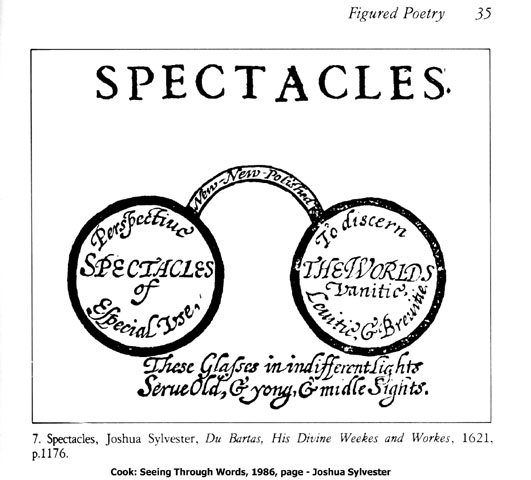 Figured Poetry 35
SPECTACLES.
New-New-Polished
Perspectiue
SPECTACLES
of
Especial Vse,
To discern
THE WORLDS
Vanitie,
Leuitie, & Breuitie.
These Glasses in indifferent Lights
Serue Old, & yong, & midle Sights.
7. Spectacles, Joshua Sylvester, Du Bartas, His Divine Weekes and Workes, 1621,
p.1176.
Cook: Seeing Through Words, 1986, page - Joshua Sylvester